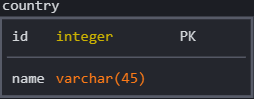 country
id integer PK
name varchar(45)